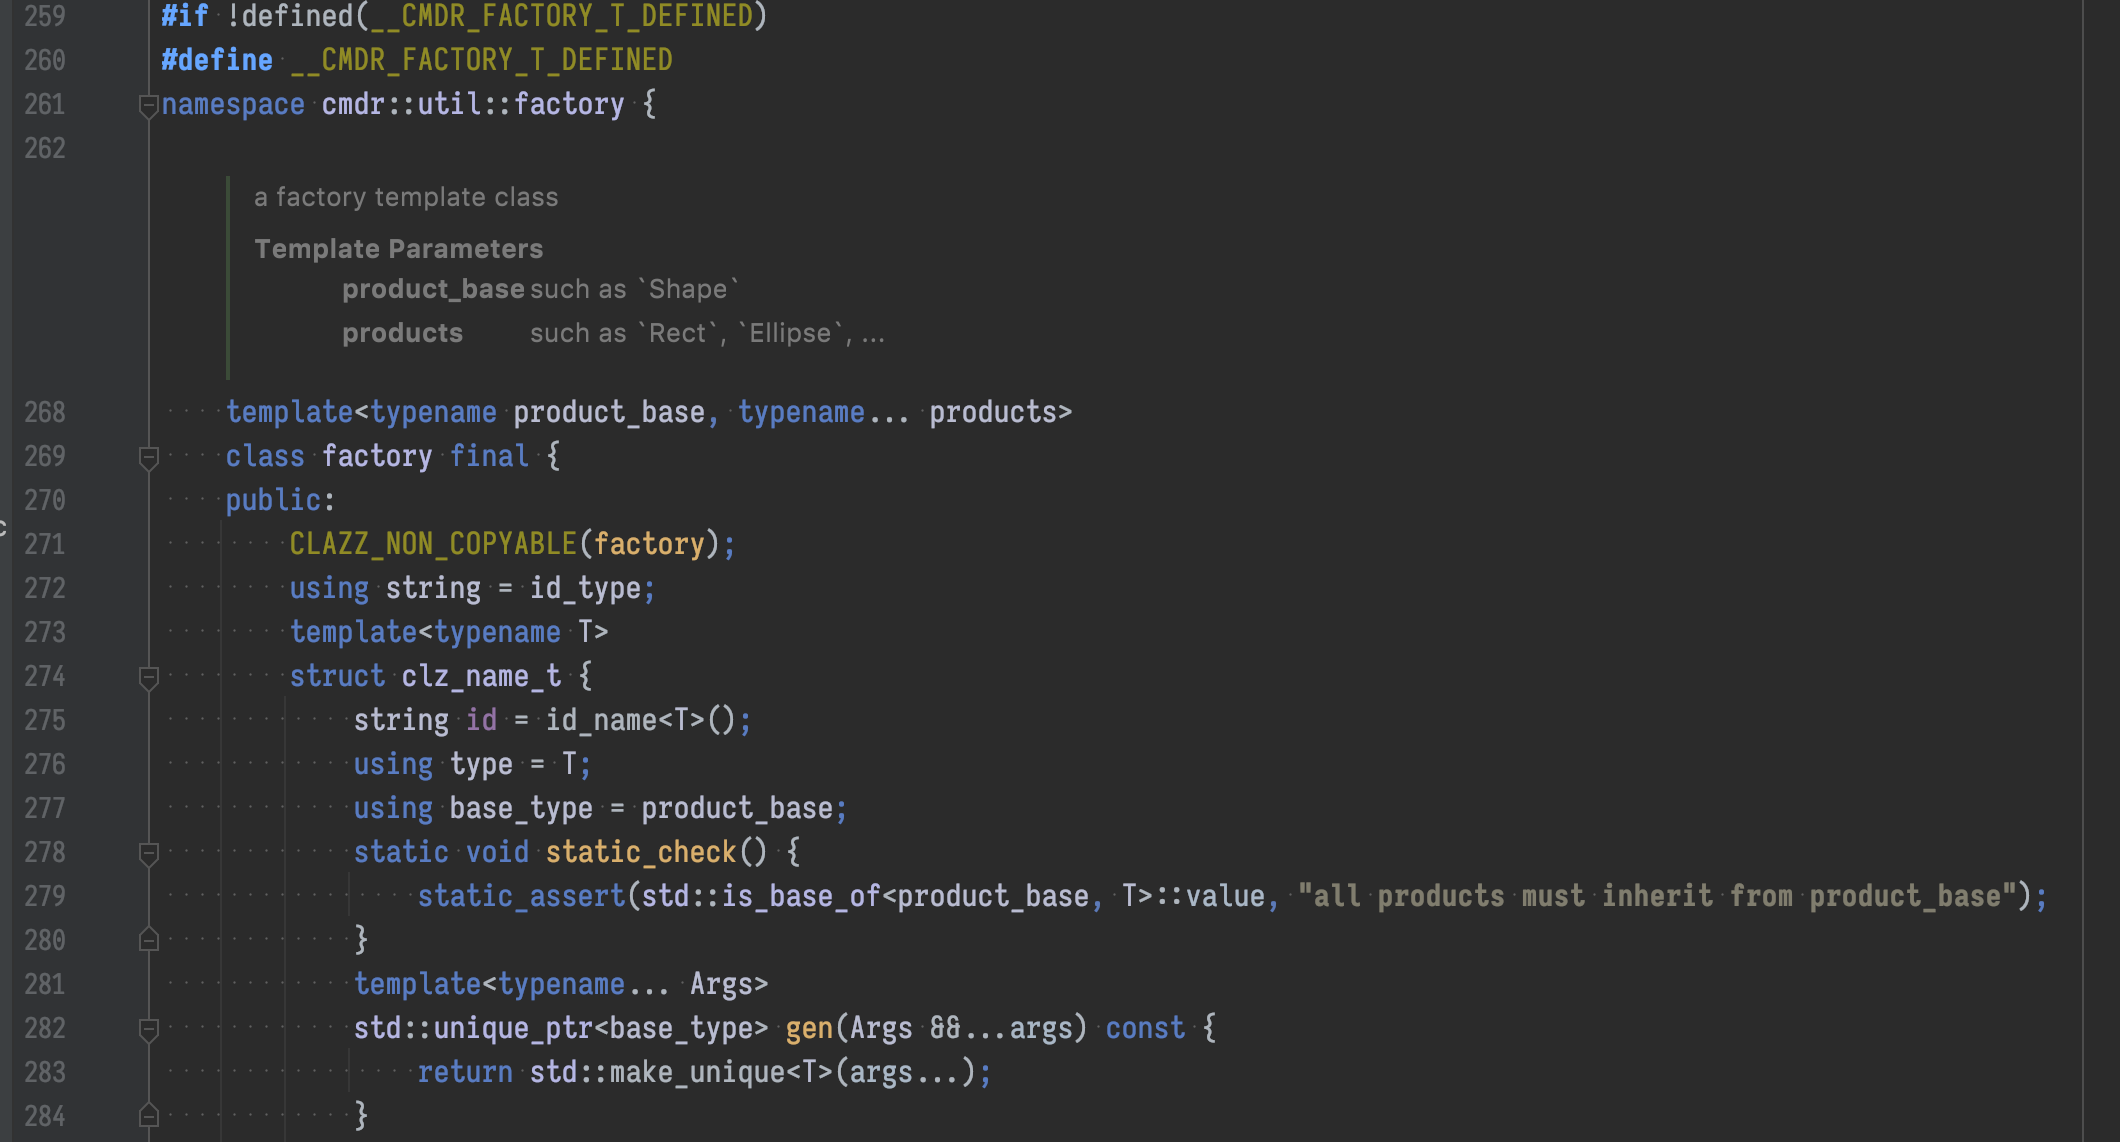 259 #if !defined(__CMDR_FACTORY_T_DEFINED)
260 #define __CMDR_FACTORY_T_DEFINED
261 namespace cmdr::util::factory {
262
a factory template class
Template Parameters
product_base such as `Shape`
products such as `Rect`, `Ellipse`, ...
268 template<typename product_base, typename... products>
269 class factory final {
270 public:
271 CLAZZ_NON_COPYABLE(factory);
272 using string = id_type;
273 template<typename T>
274 struct clz_name_t {
275 string id = id_name<T>();
276 using type = T;
277 using base_type = product_base;
278 static void static_check() {
279 static_assert(std::is_base_of<product_base, T>::value, "all products must inherit from product_base");
280 }
281 template<typename... Args>
282 std::unique_ptr<base_type> gen(Args &&...args) const {
283 return std::make_unique<T>(args...);
284 }